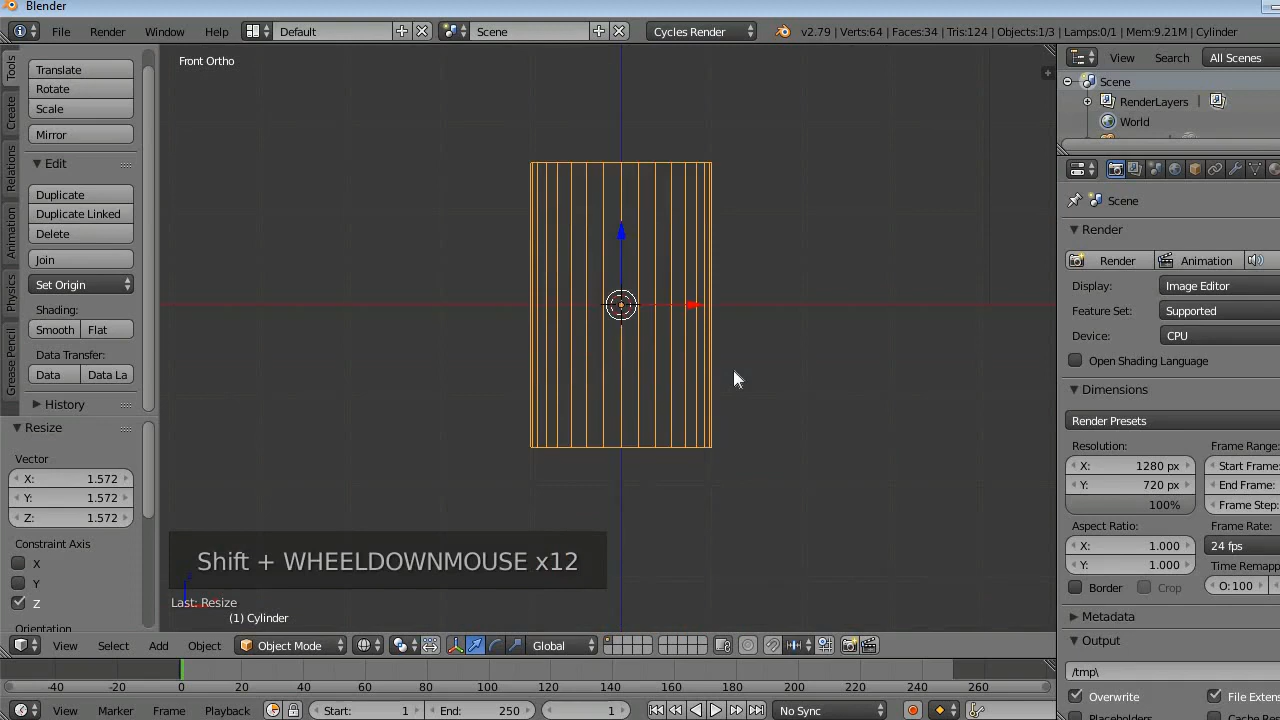 Blender
File Render Window Help Default Scene Cycles Render v2.79 | Verts:64 | Faces:34 | Tris:124 | Objects:1/3 | Lamps:0/1 | Mem:9.21M | Cylinder
Tools
Create
Relations
Animation
Physics
Grease Pencil
Translate
Rotate
Scale
Mirror
Edit
Duplicate
Duplicate Linked
Delete
Join
Set Origin
Shading:
Smooth Flat
Data Transfer:
Data Data La
History
Resize
Vector
X: 1.572
Y: 1.572
Z: 1.572
Constraint Axis
X
Y
Z
Orientation
Front Ortho
Shift + WHEELDOWNMOUSE x12
Last: Resize
(1) Cylinder
View Select Add Object Object Mode Global
-40 -20 0 20 40 60 80 100 120 140 160 180 200 220 240 260
View Marker Frame Playback Start: 1 End: 250 1 No Sync
View Search All Scenes
Scene
RenderLayers
World
Scene
Render
Render Animation
Display: Image Editor
Feature Set: Supported
Device: CPU
Open Shading Language
Dimensions
Render Presets
Resolution: Frame Range:
X: 1280 px Start Frame:
Y: 720 px End Frame:
100% Frame Step:
Aspect Ratio: Frame Rate:
X: 1.000 24 fps
Y: 1.000 Time Remapp
Border Crop O: 100
Metadata
Output
/tmp\
Overwrite File Exten